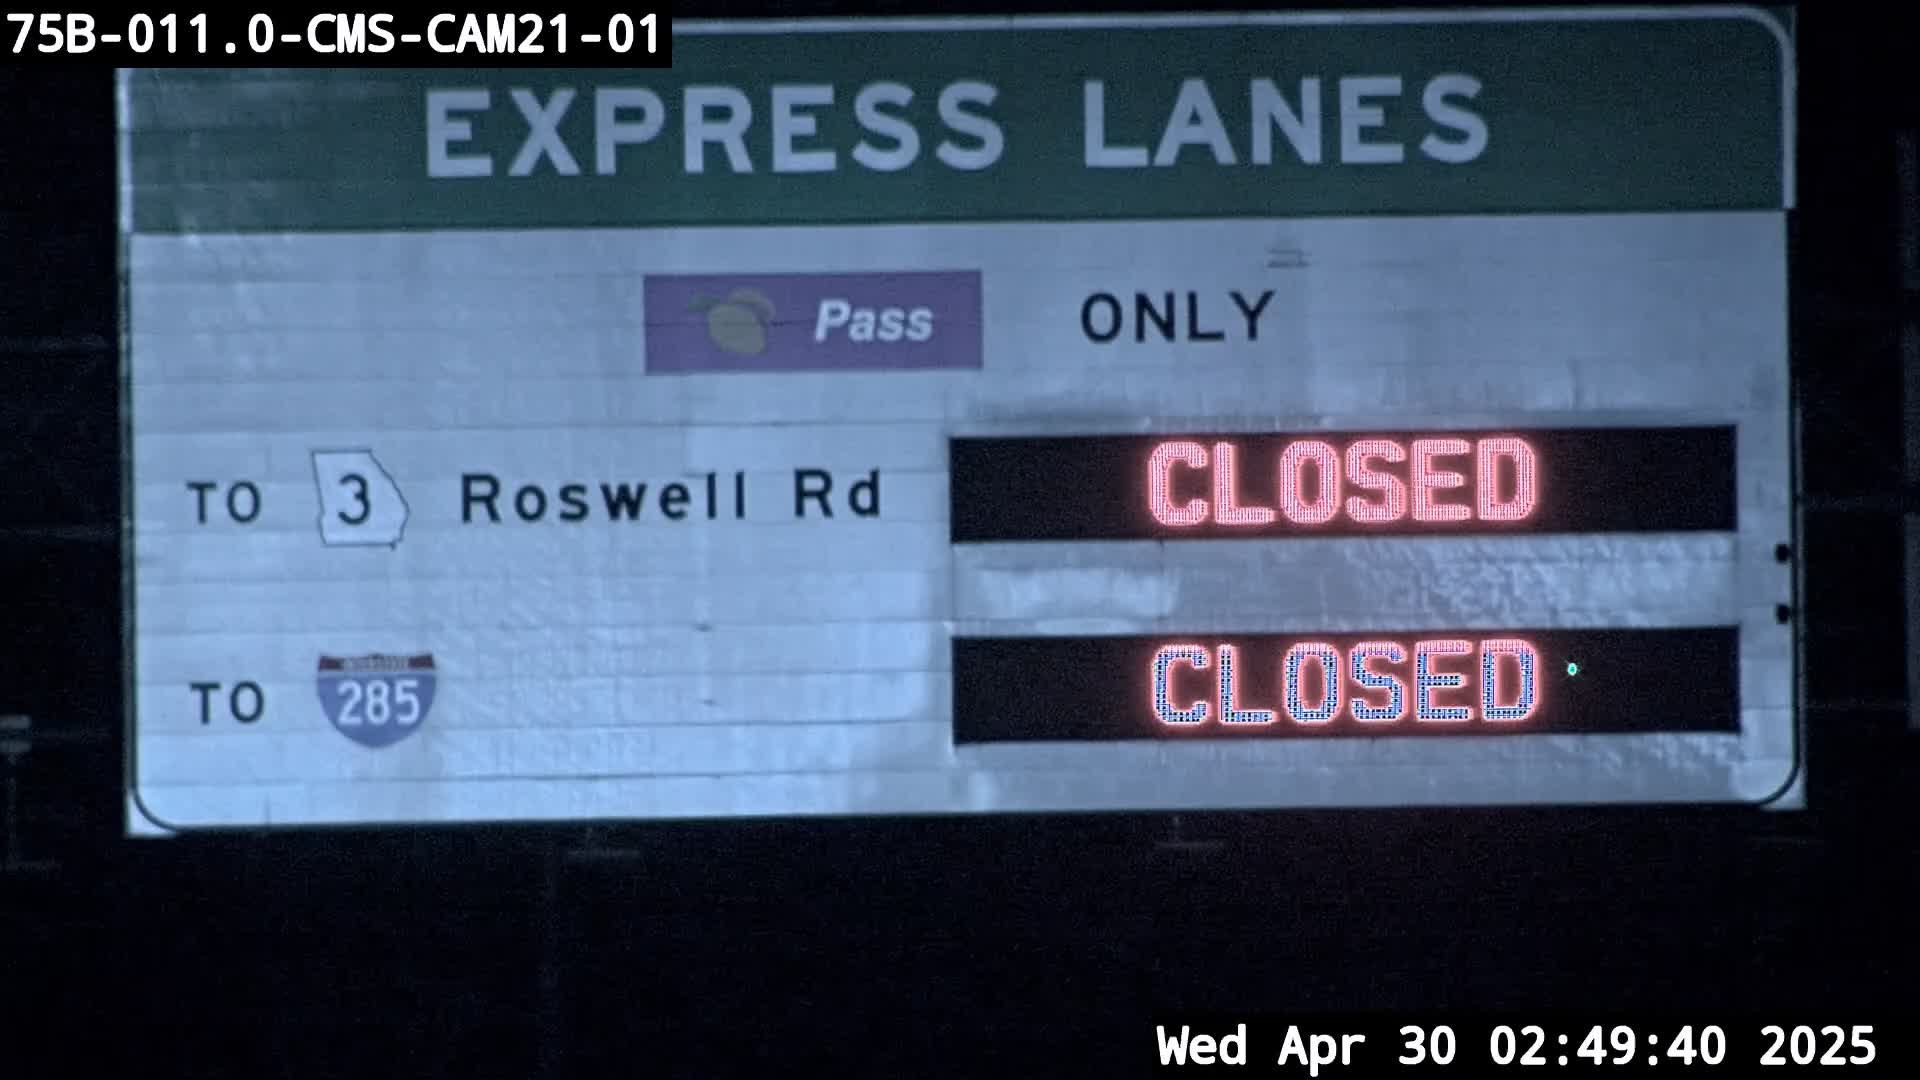 75B-011.0-CMS-CAM21-01
EXPRESS LANES
Pass ONLY
TO 3 Roswell Rd CLOSED
TO 285 CLOSED
Wed Apr 30 02:49:40 2025